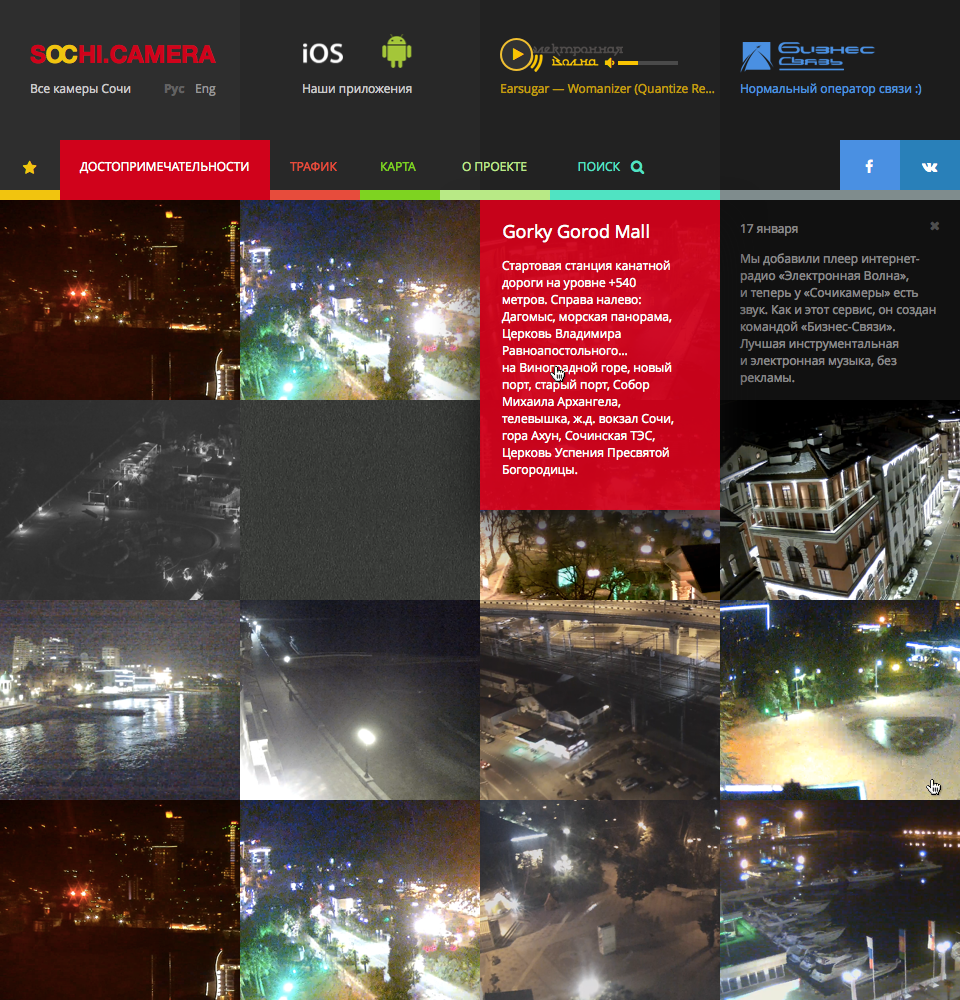 SOCHI.CAMERA
Все камеры Сочи
Рус Eng
iOS
Наши приложения
электронная
волна
Earsugar — Womanizer (Quantize Re...
Бизнес
Связь
Нормальный оператор связи :)
ДОСТОПРИМЕЧАТЕЛЬНОСТИ
ТРАФИК
КАРТА
О ПРОЕКТЕ
ПОИСК
Gorky Gorod Mall
Стартовая станция канатной
дороги на уровне +540
метров. Справа налево:
Дагомыс, морская панорама,
Церковь Владимира
Равноапостольного...
на Виноградной горе, новый
порт, старый порт, Собор
Михаила Архангела,
телевышка, ж.д. вокзал Сочи,
гора Ахун, Сочинская ТЭС,
Церковь Успения Пресвятой
Богородицы.
17 января
Мы добавили плеер интернет-
радио «Электронная Волна»,
и теперь у «Сочикамеры» есть
звук. Как и этот сервис, он создан
командой «Бизнес-Связи».
Лучшая инструментальная
и электронная музыка, без
рекламы.